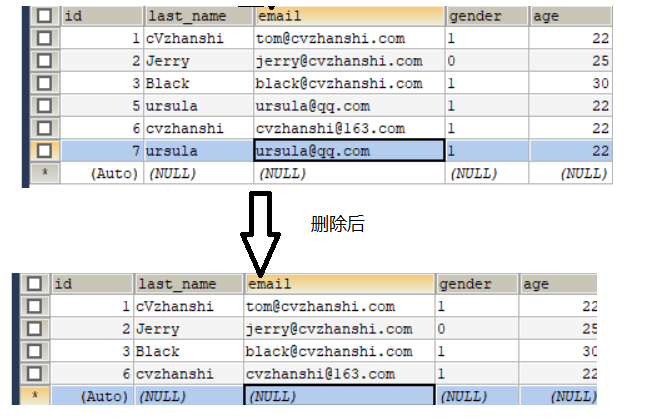 id last_name email gender age
1 cVzhanshi tom@cvzhanshi.com 1 22
2 Jerry jerry@cvzhanshi.com 0 25
3 Black black@cvzhanshi.com 1 30
5 ursula ursula@qq.com 1 22
6 cvzhanshi cvzhanshi@163.com 1 22
7 ursula ursula@qq.com 1 22
* (Auto) (NULL) (NULL) (NULL) (NULL)
删除后
id last_name email gender age
1 cVzhanshi tom@cvzhanshi.com 1 22
2 Jerry jerry@cvzhanshi.com 0 25
3 Black black@cvzhanshi.com 1 30
6 cvzhanshi cvzhanshi@163.com 1 22
* (Auto) (NULL) (NULL) (NULL) (NULL)